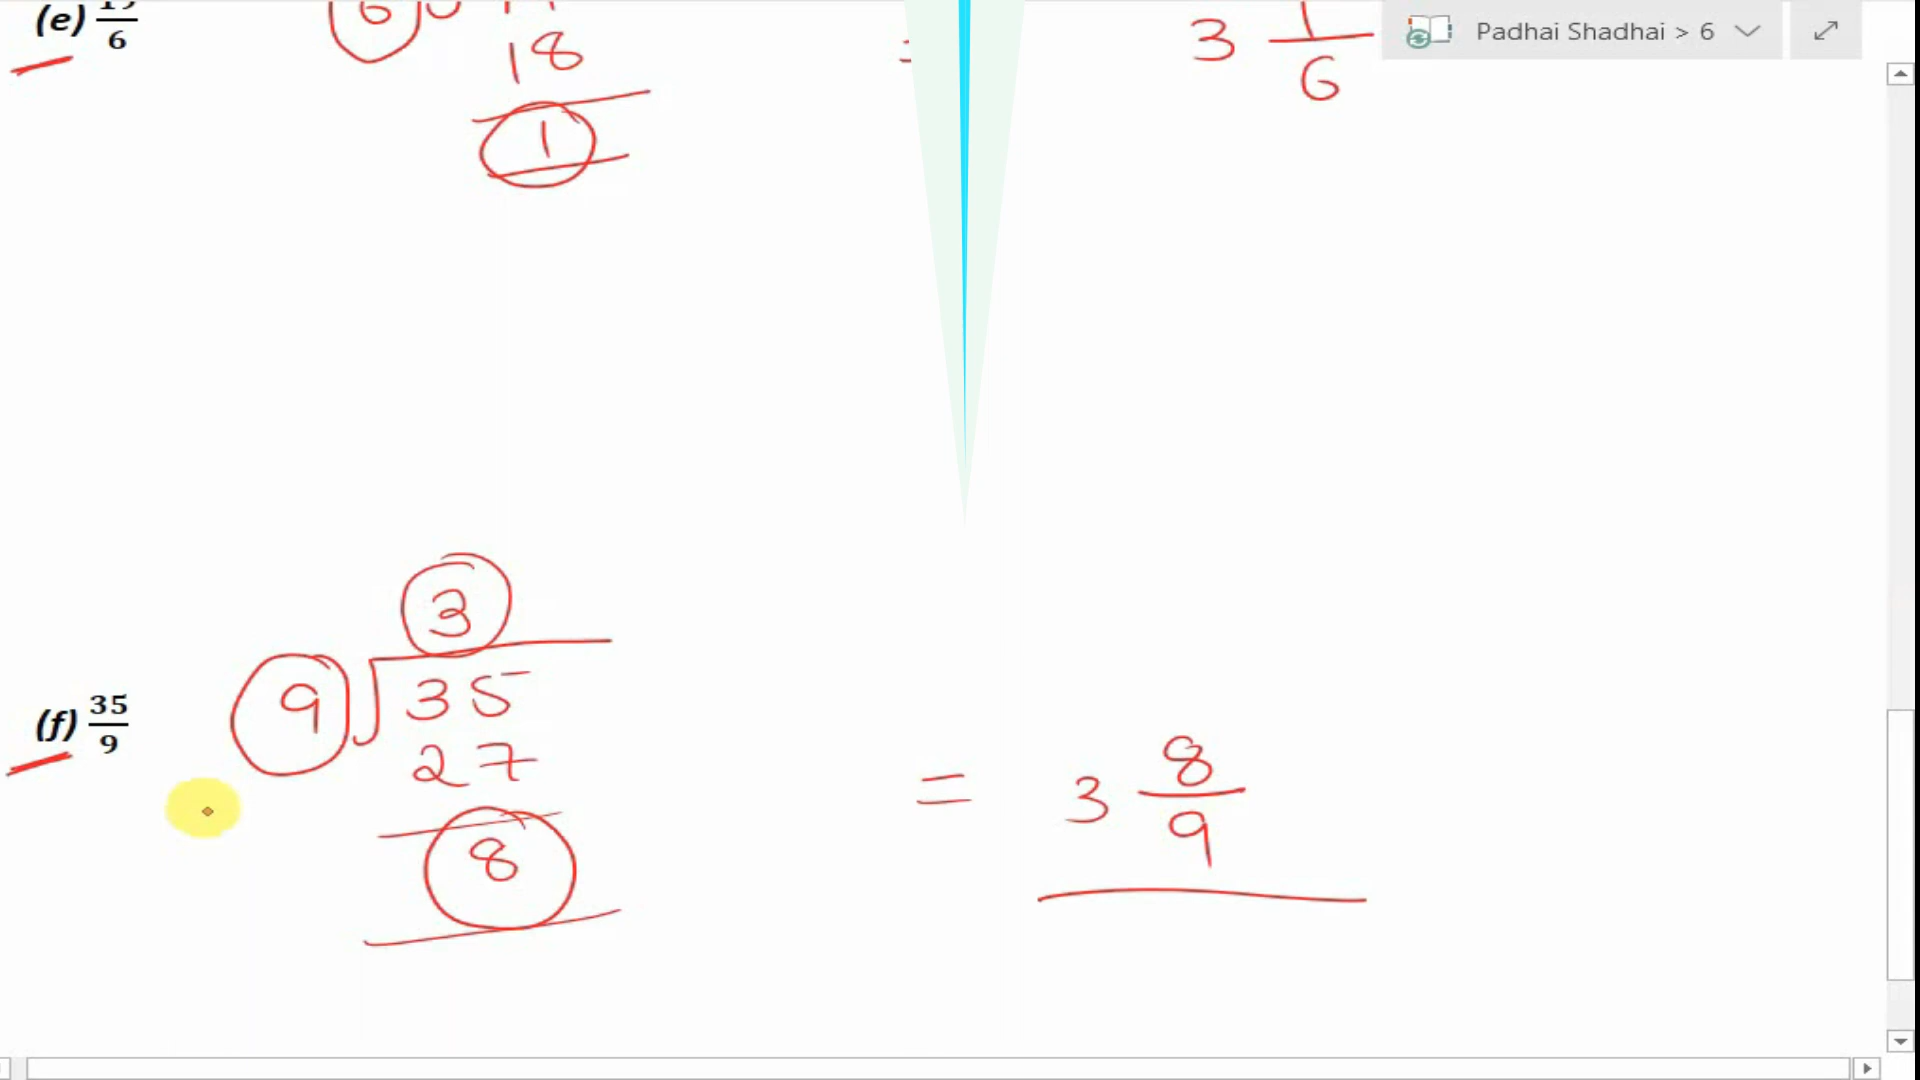 Padhai Shadhai > 6
(e) 19/6
18
1
3 1/6
3
9 35
(f) 35/9
27
8
= 3 8/9